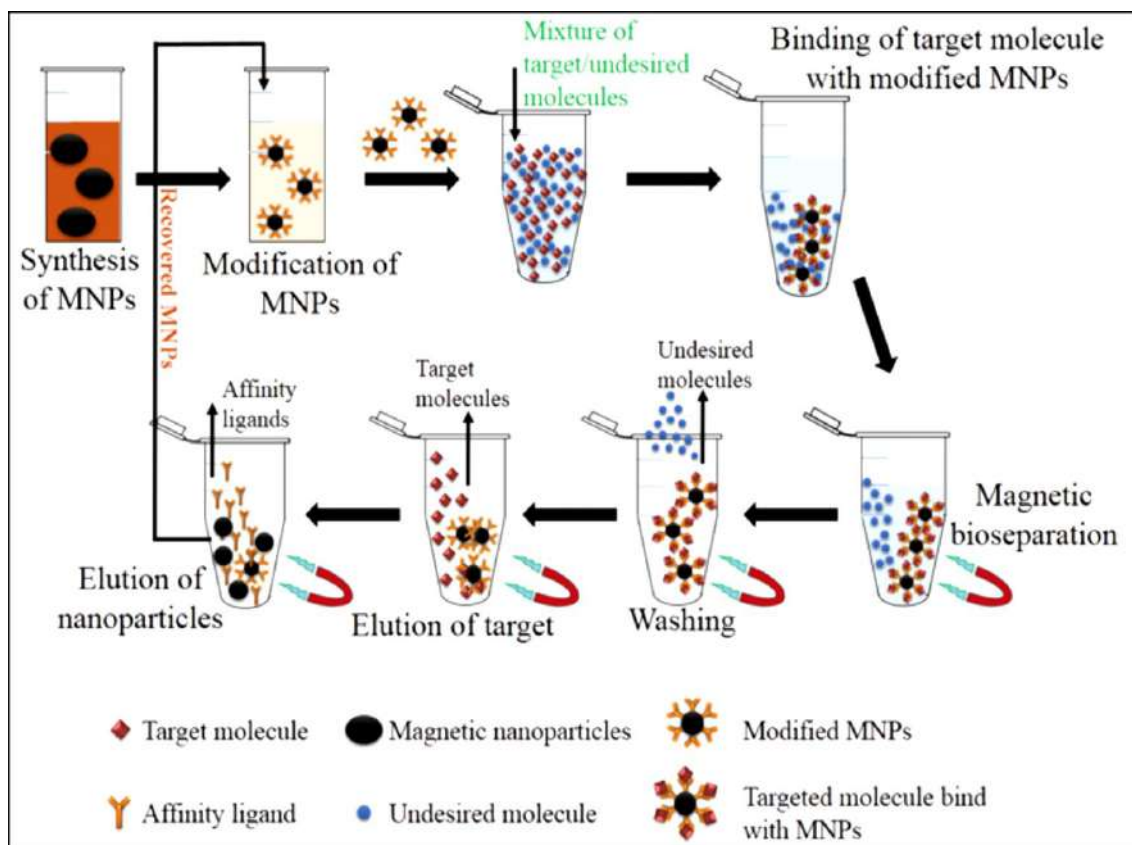 Mixture of
target/undesired
molecules
Binding of target molecule
with modified MNPs
Synthesis
of MNPs
Recovered MNPs
Modification of
MNPs
Affinity
ligands
Target
molecules
Undesired
molecules
Magnetic
bioseparation
Elution of
nanoparticles
Elution of target
Washing
Target molecule
Magnetic nanoparticles
Modified MNPs
Affinity ligand
Undesired molecule
Targeted molecule bind
with MNPs